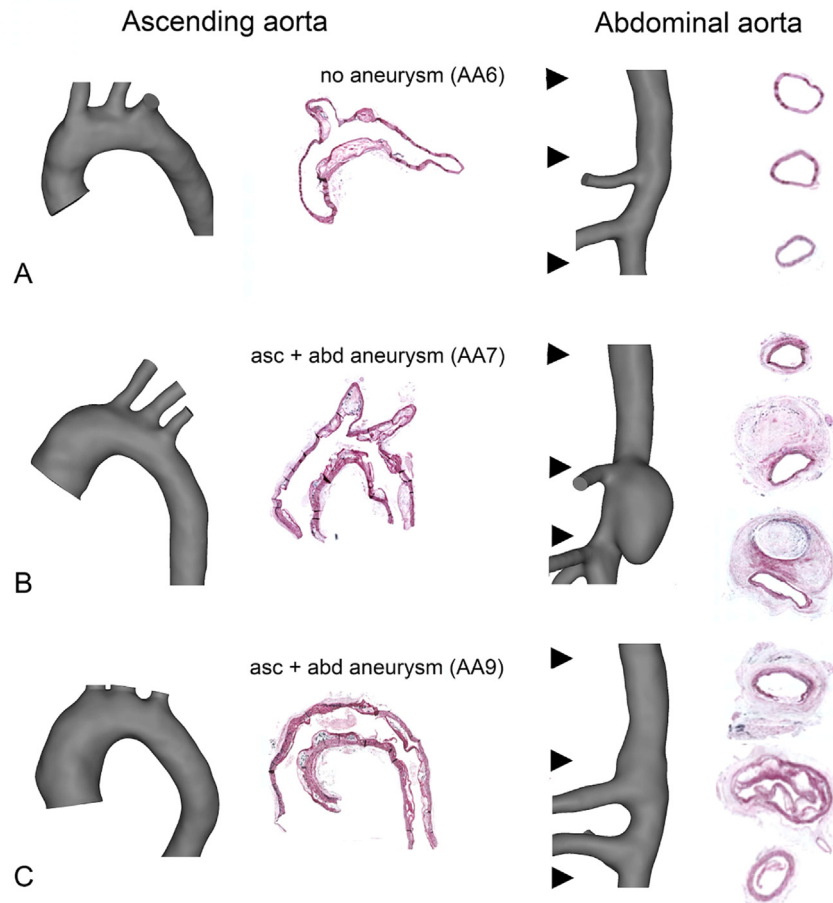 Ascending aorta
Abdominal aorta
no aneurysm (AA6)
A
asc + abd aneurysm (AA7)
B
asc + abd aneurysm (AA9)
C